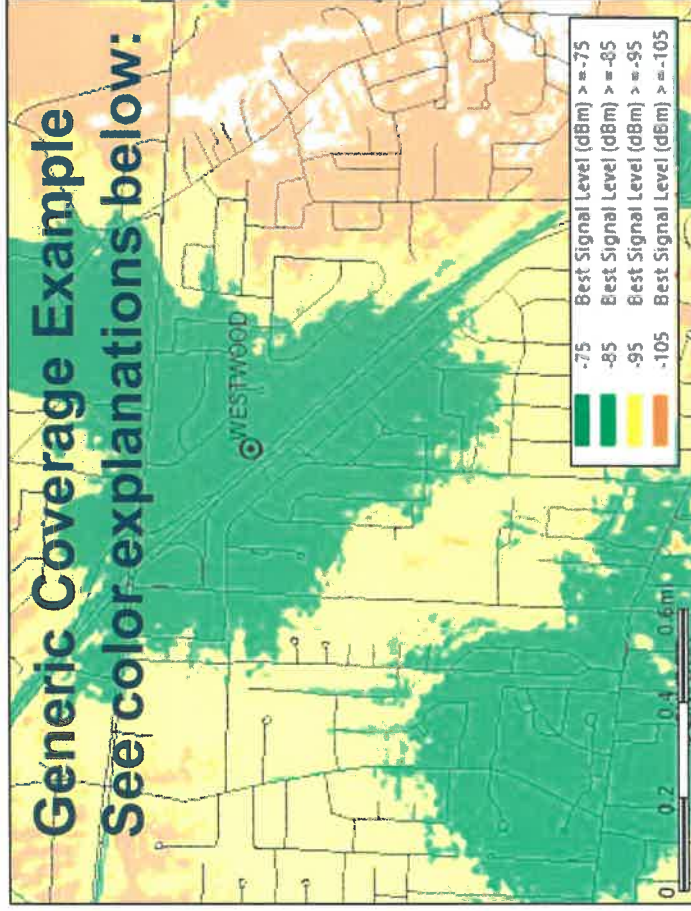 Generic Coverage Example
See color explanations below:
WESTWOOD
-75 Best Signal Level (dBm) >=-75
-85 Best Signal Level (dBm) >=-85
-95 Best Signal Level (dBm) >=-95
-105 Best Signal Level (dBm) >=-105
0 0.2 0.4 0.6mi